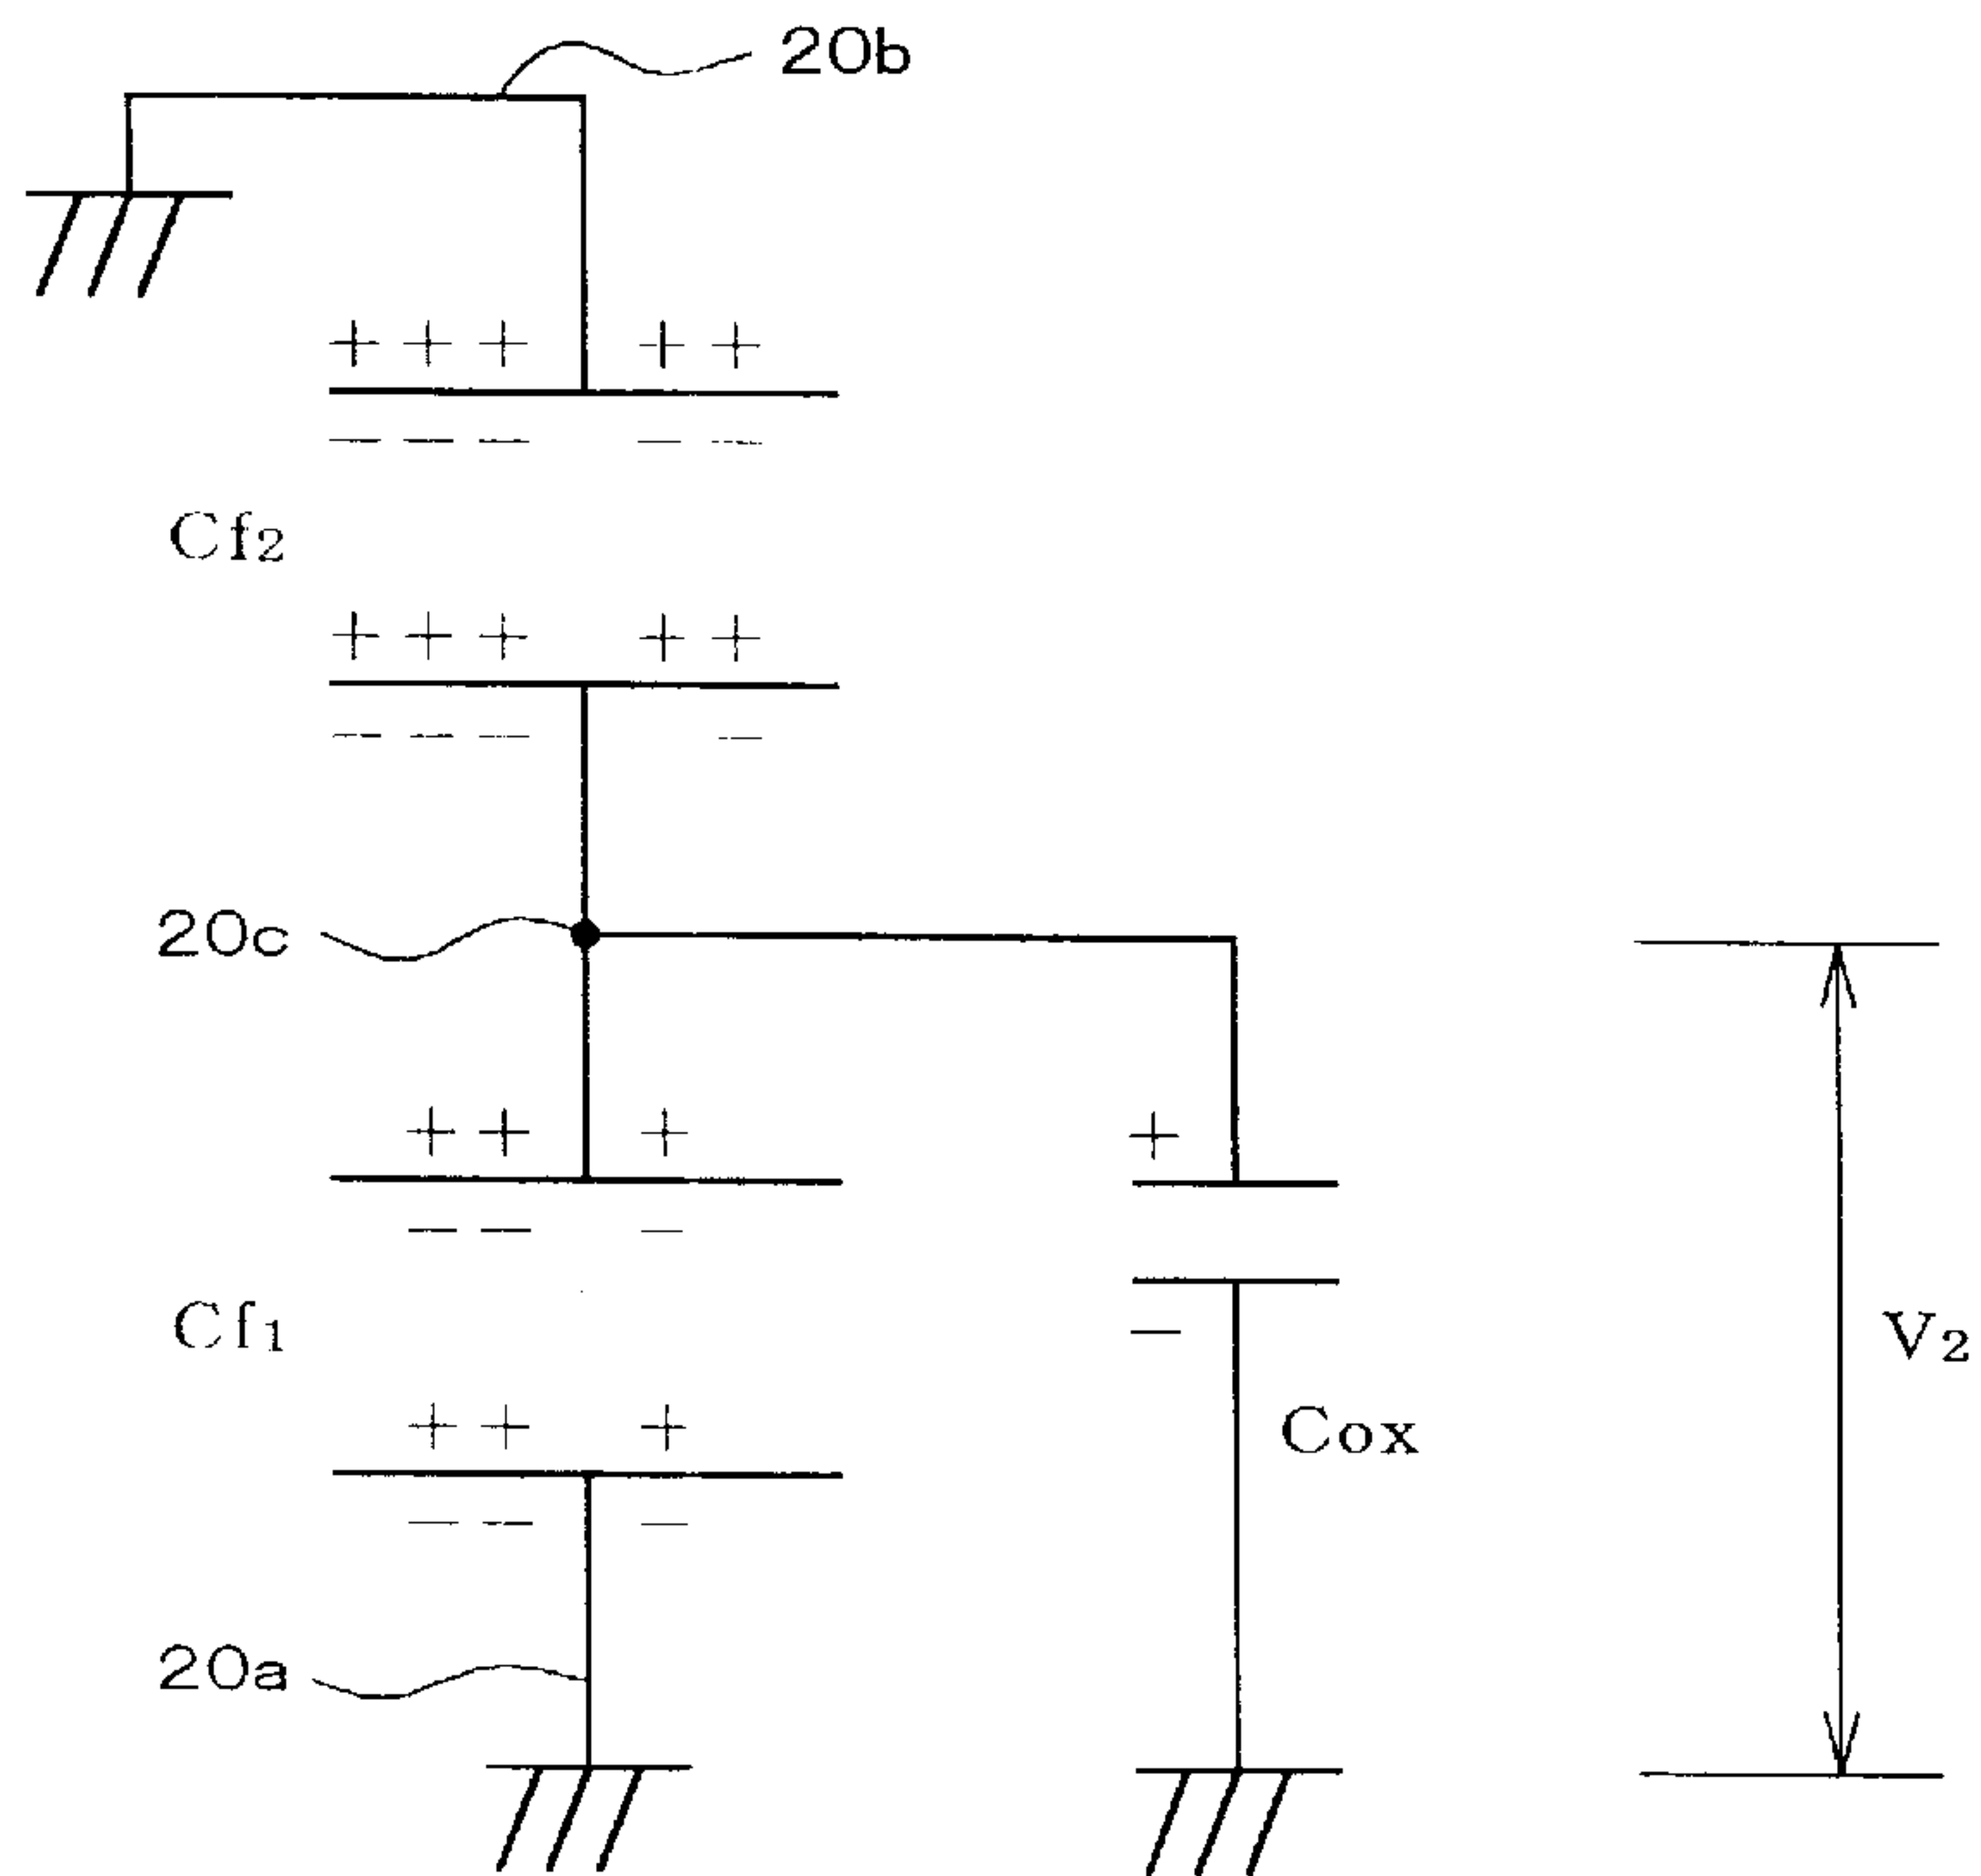 20b
+ + + + +
— — — — —
Cf₂
+ + + + +
— — — —
20c
+ + + +
— — —
Cf₁
—
V₂
+ + +
Cox
— — —
20a